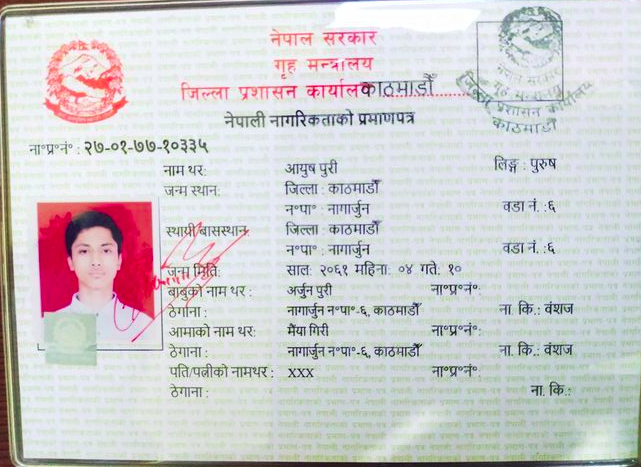 नेपाल सरकार
गृह मन्त्रालय
जिल्ला प्रशासन कार्यालय काठमाडौँ
नेपाल सरकार
गृह मन्त्रालय
जिल्ला प्रशासन कार्यालय
काठमाडौँ
नेपाली नागरिकताको प्रमाणपत्र
ना॰प्र॰नं॰ : २७-०१-७७-१०३३५
नाम थर: आयुष पुरी लिङ्ग : पुरुष
जन्म स्थान: जिल्ला : काठमाडौँ
न॰पा॰ : नागार्जुन वडा नं. :६
स्थायी बासस्थान: जिल्ला : काठमाडौँ
न॰पा॰ : नागार्जुन वडा नं. :६
जन्म मिति: साल: २०६१ महिना: ०४ गते: १०
बाबुको नाम थर : अर्जुन पुरी ना॰प्र॰नं॰:
ठेगाना : नागार्जुन न॰पा॰-६, काठमाडौँ ना. कि.: वंशज
आमाको नाम थर: मैंया गिरी ना॰प्र॰नं॰:
ठेगाना : नागार्जुन न॰पा॰-६, काठमाडौँ ना. कि.: वंशज
पति/पत्नीको नामथर : XXX ना॰प्र॰नं॰:
ठेगाना : ना. कि.: